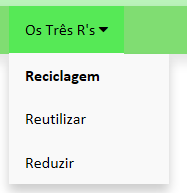 Os Três R's
Reciclagem
Reutilizar
Reduzir